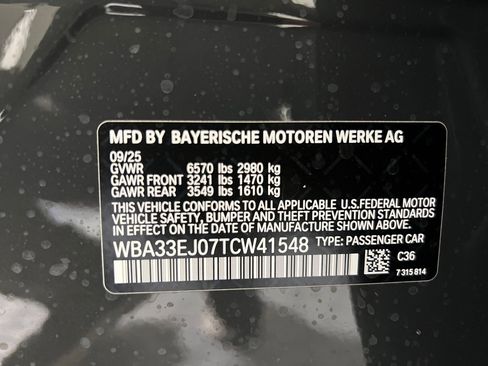 MFD BY BAYERISCHE MOTOREN WERKE AG
09/25
GVWR 6570 lbs 2980 kg
GAWR FRONT 3241 lbs 1470 kg
GAWR REAR 3549 lbs 1610 kg
THIS VEHICLE CONFORMS TO ALL APPLICABLE U.S.FEDERAL MOTOR
VEHICLE SAFETY, BUMPER AND THEFT PREVENTION STANDARDS
IN EFFECT ON THE DATE OF MANUFACTURE SHOWN ABOVE.
WBA33EJ07TCW41548 TYPE: PASSENGER CAR
C36
7 315 814